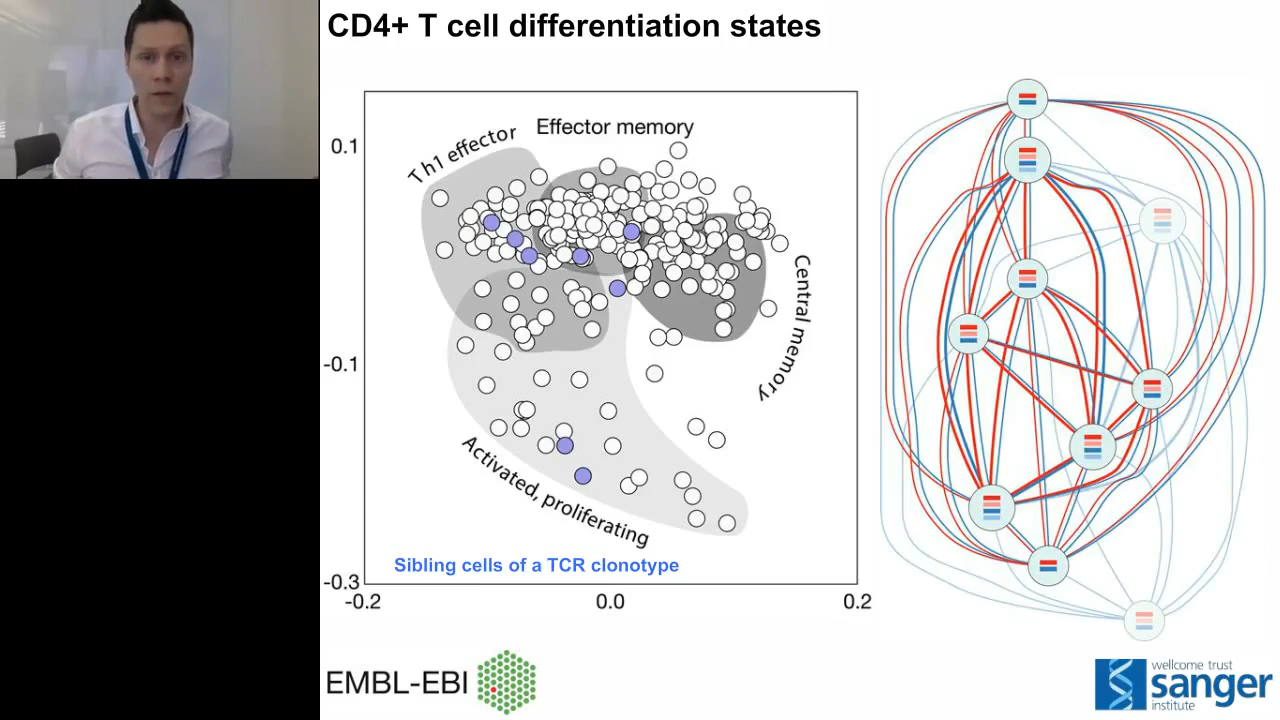 CD4+ T cell differentiation states
Th1 effector
Effector memory
Central memory
Activated, proliferating
Sibling cells of a TCR clonotype
0.1
-0.1
-0.3
-0.2
0.0
0.2
EMBL-EBI
wellcome trust
sanger
institute